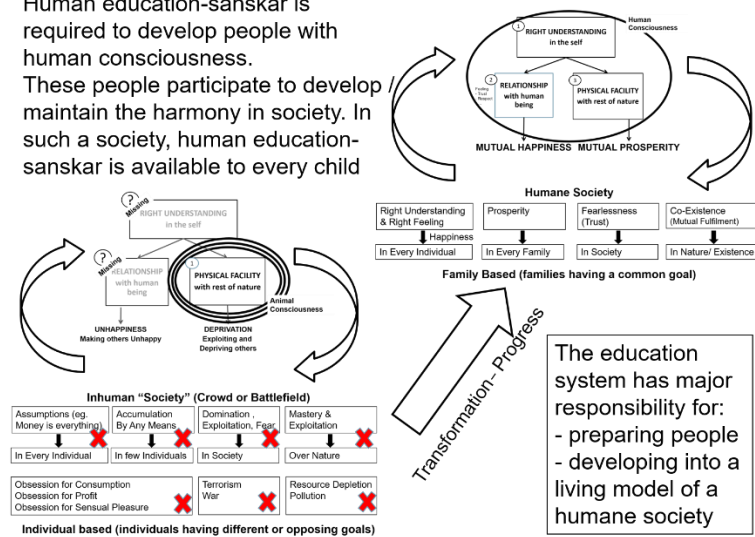 Human education-sanskar is
required to develop people with
human consciousness.
These people participate to develop /
maintain the harmony in society. In
such a society, human education-
sanskar is available to every child
Human
Consciousness
1
RIGHT UNDERSTANDING
in the self
2
Feeling
- Trust
- Respect
RELATIONSHIP
with human
being
3
PHYSICAL FACILITY
with rest of nature
MUTUAL HAPPINESS MUTUAL PROSPERITY
Humane Society
Right Understanding
& Right Feeling
Happiness
In Every Individual
Prosperity
In Every Family
Fearlessness
(Trust)
In Society
Co-Existence
(Mutual Fulfilment)
In Nature/ Existence
Family Based (families having a common goal)
?
Missing
RIGHT UNDERSTANDING
in the self
?
Missing
RELATIONSHIP
with human
being
1
PHYSICAL FACILITY
with rest of nature
Animal
Consciousness
UNHAPPINESS
Making others Unhappy
DEPRIVATION
Exploiting and
Depriving others
Inhuman “Society” (Crowd or Battlefield)
Assumptions (eg.
Money is everything)
In Every Individual
Accumulation
By Any Means
In few Individuals
Domination ,
Exploitation, Fear
In Society
Mastery &
Exploitation
Over Nature
Obsession for Consumption
Obsession for Profit
Obsession for Sensual Pleasure
Terrorism
War
Resource Depletion
Pollution
Individual based (individuals having different or opposing goals)
Transformation– Progress
The education
system has major
responsibility for:
- preparing people
- developing into a
living model of a
humane society